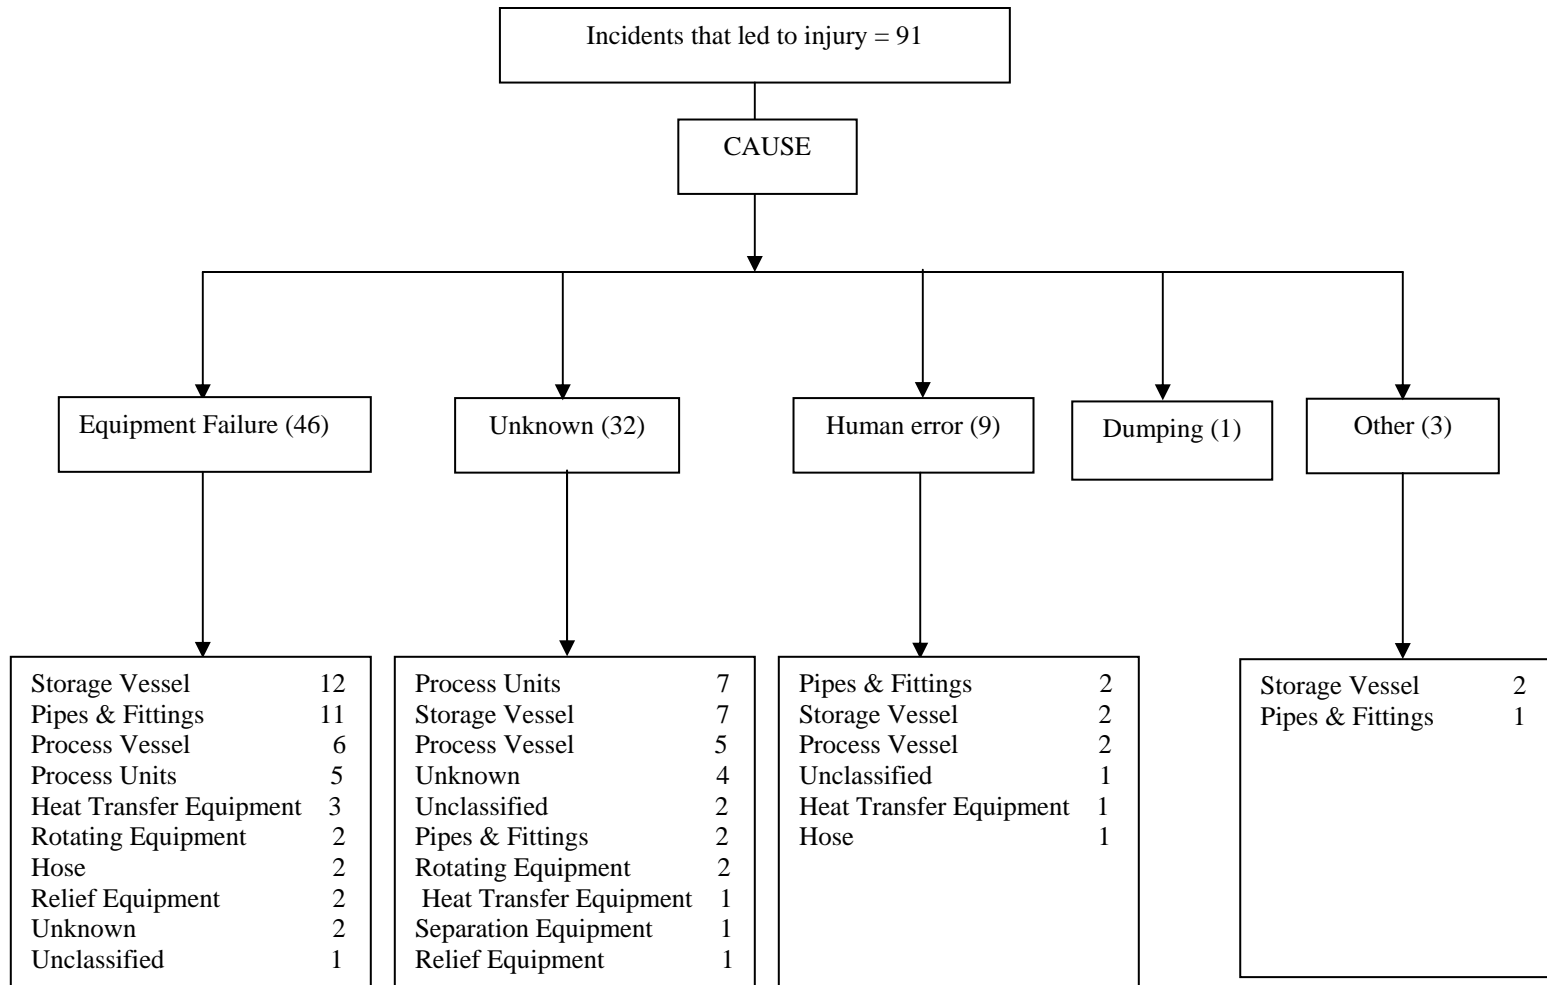 Incidents that led to injury = 91
CAUSE
Equipment Failure (46)
Unknown (32)
Human error (9)
Dumping (1)
Other (3)
Storage Vessel 12
Pipes & Fittings 11
Process Vessel 6
Process Units 5
Heat Transfer Equipment 3
Rotating Equipment 2
Hose 2
Relief Equipment 2
Unknown 2
Unclassified 1
Process Units 7
Storage Vessel 7
Process Vessel 5
Unknown 4
Unclassified 2
Pipes & Fittings 2
Rotating Equipment 2
Heat Transfer Equipment 1
Separation Equipment 1
Relief Equipment 1
Pipes & Fittings 2
Storage Vessel 2
Process Vessel 2
Unclassified 1
Heat Transfer Equipment 1
Hose 1
Storage Vessel 2
Pipes & Fittings 1